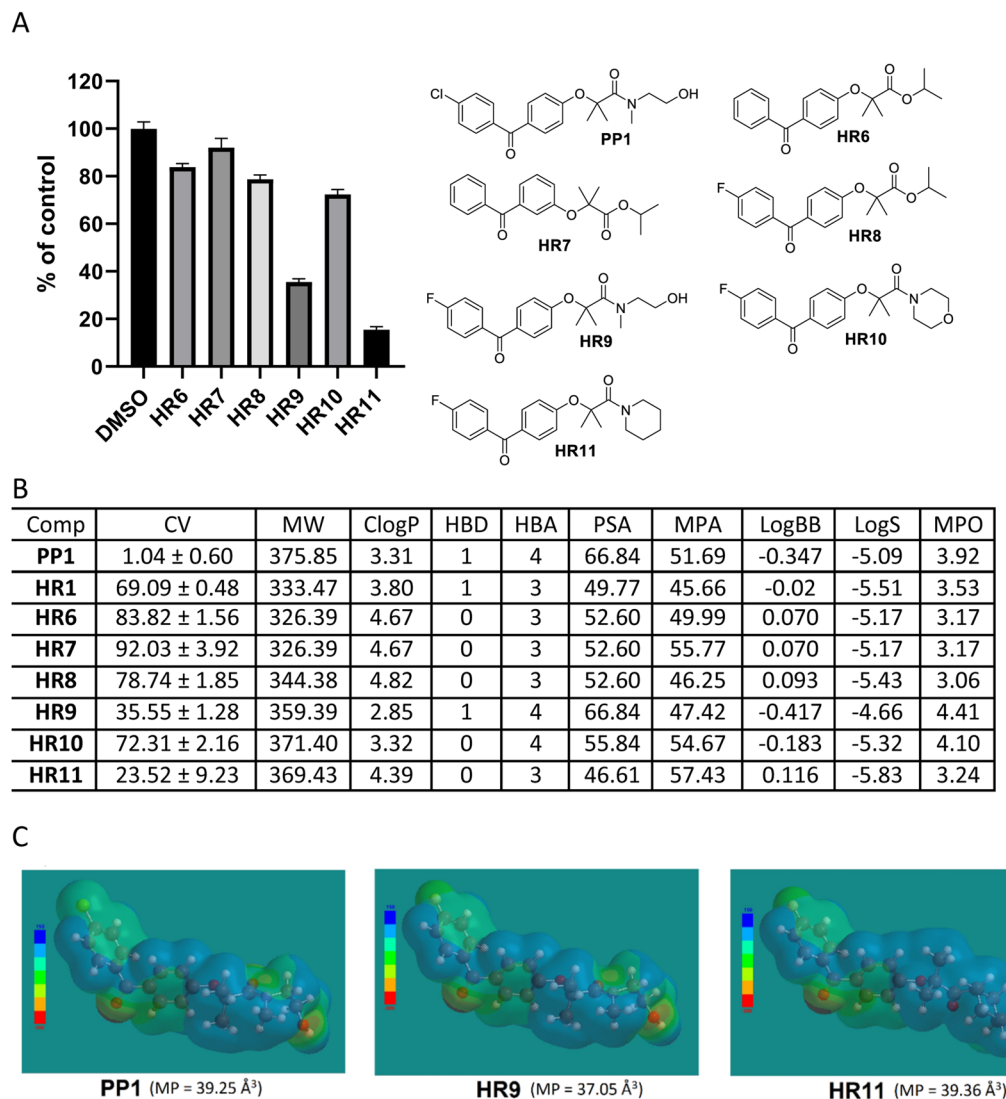 A
120
100
80
60
40
20
0
% of control
DMSO
HR6
HR7
HR8
HR9
HR10
HR11
Cl
O
O
N
OH
O
PP1
O
O
O
O
HR6
O
O
O
O
HR7
F
O
O
O
O
HR8
F
O
O
N
OH
O
HR9
F
O
O
N
O
O
HR10
F
O
O
N
O
HR11
B
Comp CV MW ClogP HBD HBA PSA MPA LogBB LogS MPO
PP1 1.04 ± 0.60 375.85 3.31 1 4 66.84 51.69 -0.347 -5.09 3.92
HR1 69.09 ± 0.48 333.47 3.80 1 3 49.77 45.66 -0.02 -5.51 3.53
HR6 83.82 ± 1.56 326.39 4.67 0 3 52.60 49.99 0.070 -5.17 3.17
HR7 92.03 ± 3.92 326.39 4.67 0 3 52.60 55.77 0.070 -5.17 3.17
HR8 78.74 ± 1.85 344.38 4.82 0 3 52.60 46.25 0.093 -5.43 3.06
HR9 35.55 ± 1.28 359.39 2.85 1 4 66.84 47.42 -0.417 -4.66 4.41
HR10 72.31 ± 2.16 371.40 3.32 0 4 55.84 54.67 -0.183 -5.32 4.10
HR11 23.52 ± 9.23 369.43 4.39 0 3 46.61 57.43 0.116 -5.83 3.24
C
PP1 (MP = 39.25 Å³)
HR9 (MP = 37.05 Å³)
HR11 (MP = 39.36 Å³)